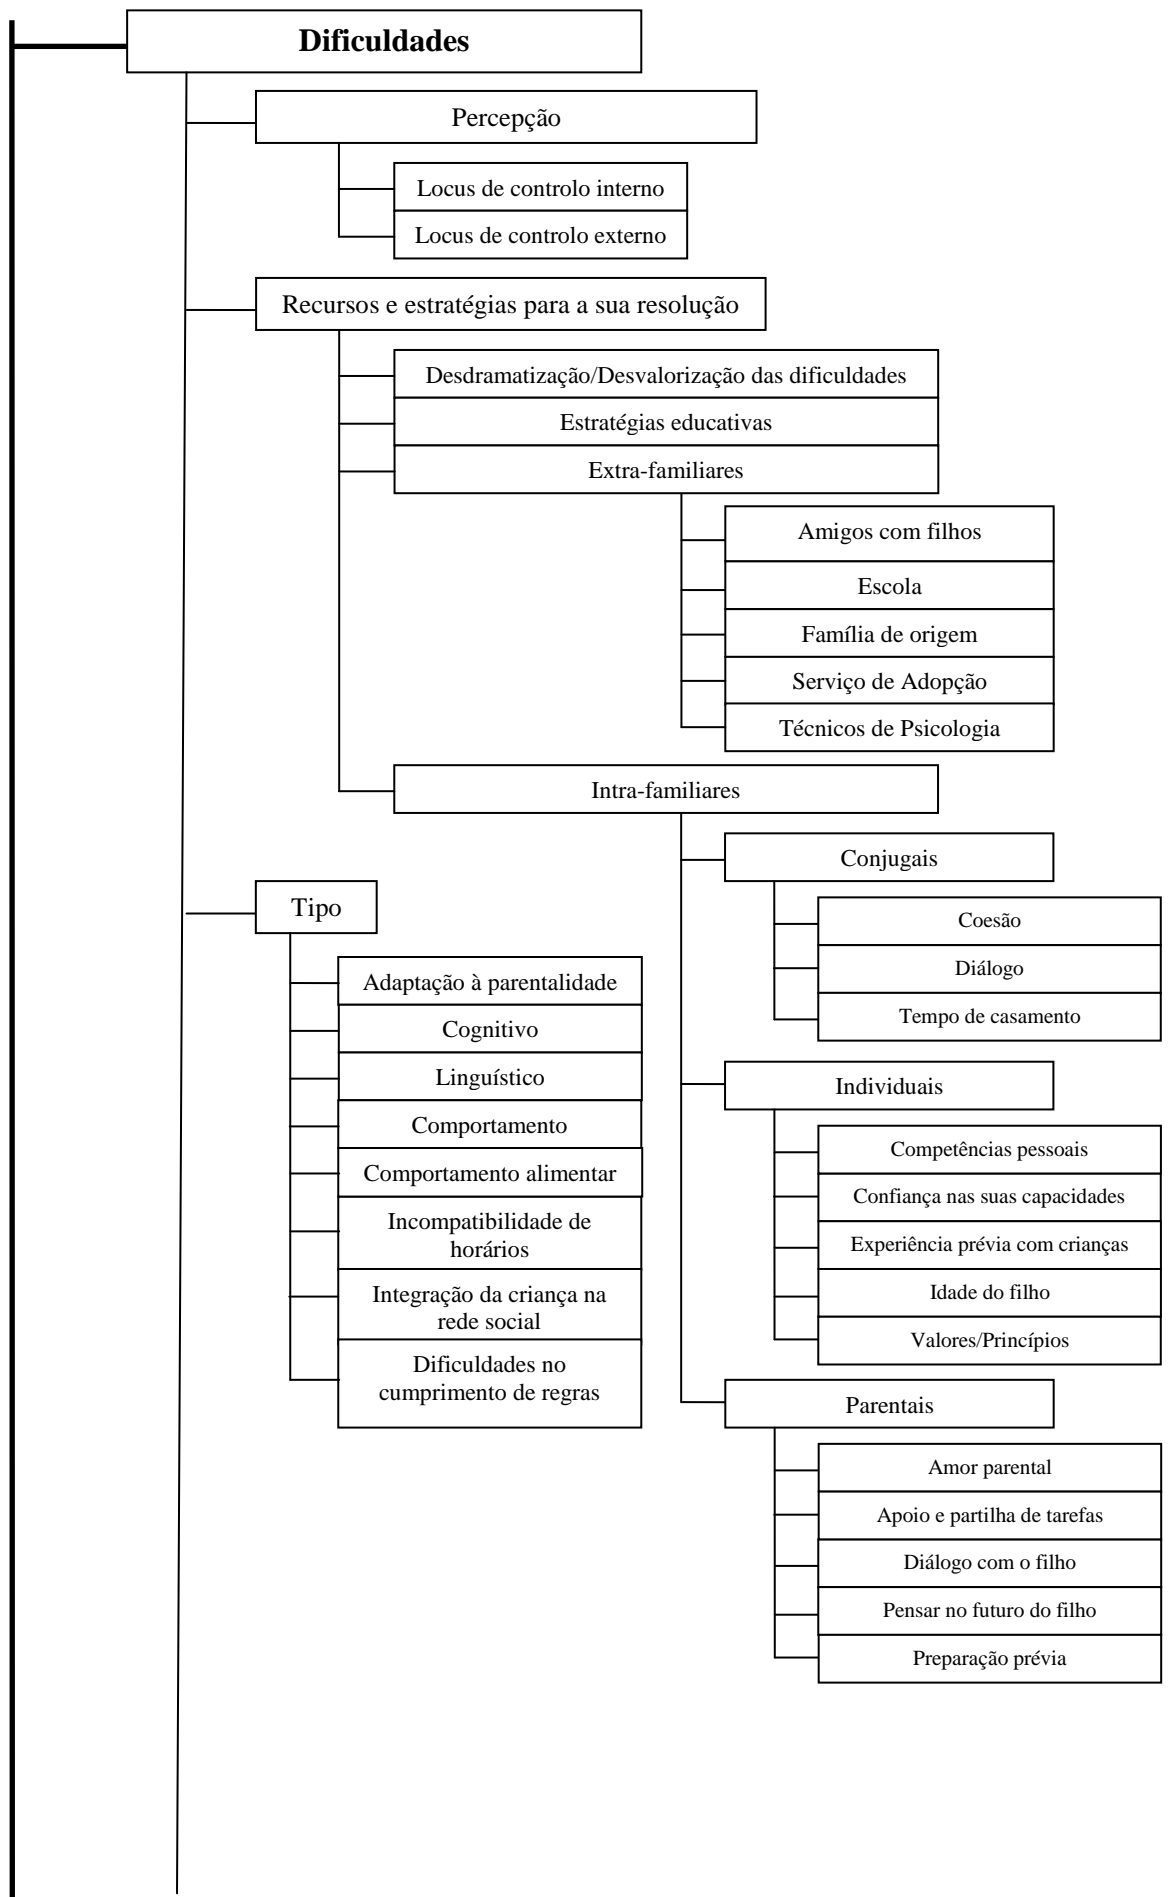 Dificuldades
Percepção
Locus de controlo interno
Locus de controlo externo
Recursos e estratégias para a sua resolução
Desdramatização/Desvalorização das dificuldades
Estratégias educativas
Extra-familiares
Amigos com filhos
Escola
Família de origem
Serviço de Adopção
Técnicos de Psicologia
Intra-familiares
Conjugais
Coesão
Diálogo
Tempo de casamento
Individuais
Competências pessoais
Confiança nas suas capacidades
Experiência prévia com crianças
Idade do filho
Valores/Princípios
Parentais
Amor parental
Apoio e partilha de tarefas
Diálogo com o filho
Pensar no futuro do filho
Preparação prévia
Tipo
Adaptação à parentalidade
Cognitivo
Linguístico
Comportamento
Comportamento alimentar
Incompatibilidade de
horários
Integração da criança na
rede social
Dificuldades no
cumprimento de regras